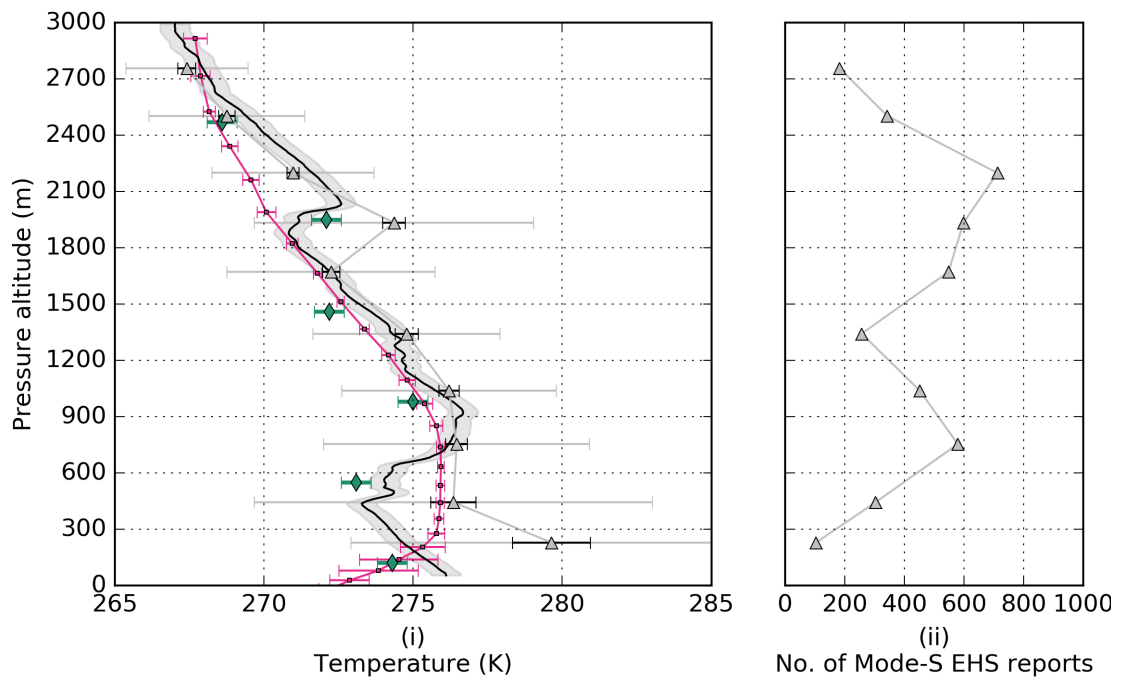 3000
2700
2400
2100
1800
1500
1200
900
600
300
0
Pressure altitude (m)
265 270 275 280 285
(i)
Temperature (K)
0 200 400 600 800 1000
(ii)
No. of Mode-S EHS reports